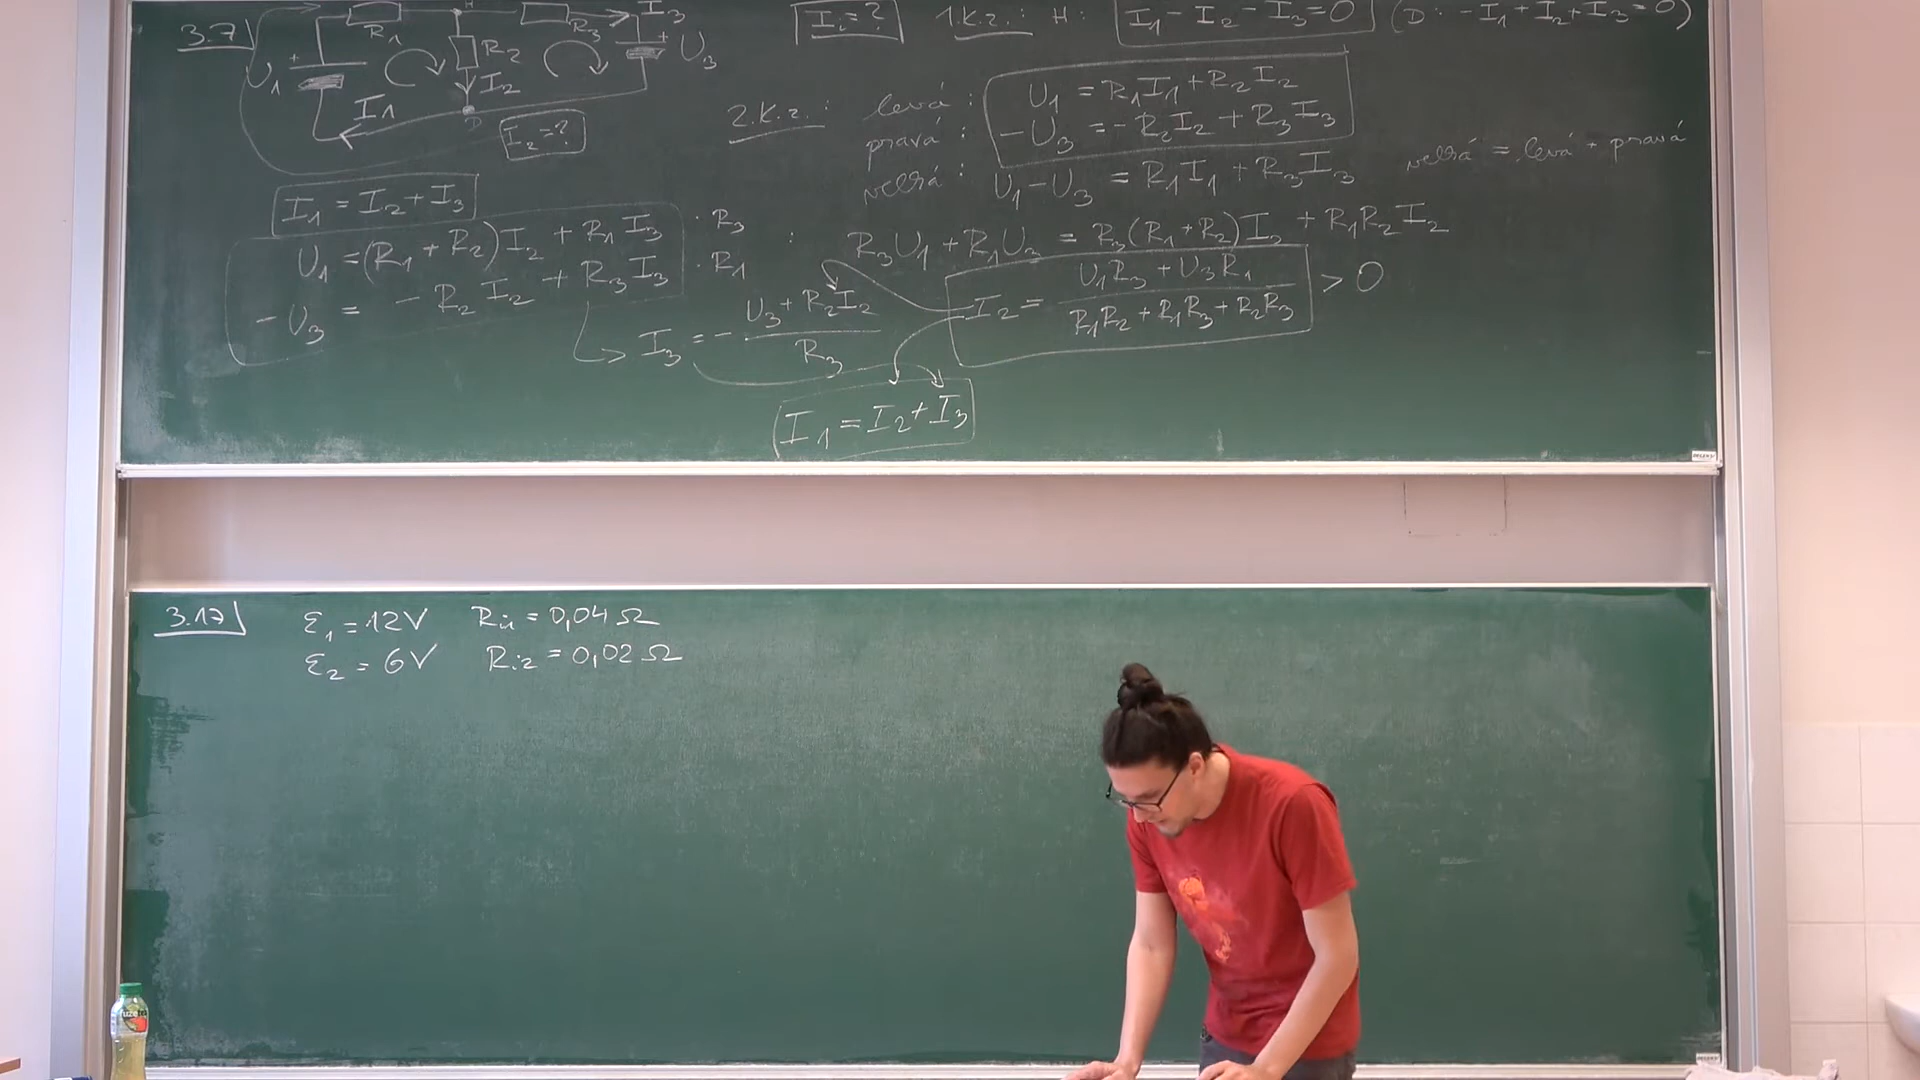 3.7
R₁
H
R₃
I₃
U₁
+
R₂
I₂
+
U₃
I₁
D
I₂=?
Iᵢ=?
1.K.z.: H: I₁ - I₂ - I₃ = 0 (D: -I₁ + I₂ + I₃ = 0)
2.K.z.: levá: U₁ = R₁I₁ + R₂I₂
pravá: -U₃ = -R₂I₂ + R₃I₃
velká: U₁ - U₃ = R₁I₁ + R₃I₃
velká = levá + pravá
I₁ = I₂ + I₃
U₁ = (R₁ + R₂)I₂ + R₁I₃ · R₃
-U₃ = -R₂I₂ + R₃I₃ · R₁
: R₃U₁ + R₁U₃ = R₃(R₁ + R₂)I₂ + R₁R₂I₂
I₃ = - \frac{U₃ + R₂I₂}{R₃}
I₂ = \frac{U₁R₃ + U₃R₁}{R₁R₂ + R₁R₃ + R₂R₃} > 0
I₁ = I₂ + I₃
3.17
ε₁ = 12V Rᵢ₁ = 0,04 Ω
ε₂ = 6V Rᵢ₂ = 0,02 Ω
fuze